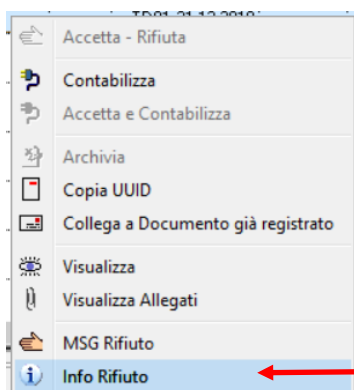 Accetta - Rifiuta
Contabilizza
Accetta e Contabilizza
Archivia
Copia UUID
Collega a Documento già registrato
Visualizza
Visualizza Allegati
MSG Rifiuto
Info Rifiuto